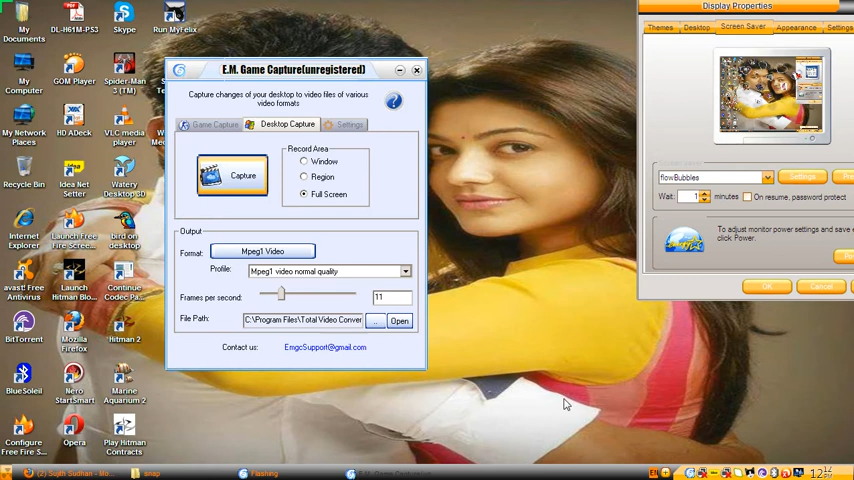 My
Documents
DL-H61M-PS3
Skype
Run MyFelix
My
Computer
GOM Player
Spider-Man
3 (TM)
My Network
Places
HD ADeck
VLC media
player
Recycle Bin
Idea Net
Setter
Watery
Desktop 3D
Internet
Explorer
Launch Free
Fire Scree...
bird on
desktop
avast! Free
Antivirus
Launch
Hitman Blo...
Continue
Codec Pa...
BitTorrent
Mozilla
Firefox
Hitman 2
BlueSoleil
Nero
StartSmart
Marine
Aquarium 2
Configure
Free Fire S...
Opera
Play Hitman
Contracts
E.M. Game Capture(unregistered)
Capture changes of your desktop to video files of various
video formats
Game Capture
Desktop Capture
Settings
Capture
Record Area
Window
Region
Full Screen
Output
Format:
Mpeg1 Video
Profile:
Mpeg1 video normal quality
Frames per second:
11
File Path:
C:\Program Files\Total Video Conver
..
Open
Contact us:
EmgcSupport@gmail.com
Display Properties
Themes
Desktop
Screen Saver
Appearance
Settings
flowBubbles
Settings
Wait:
1
minutes
On resume, password protect
To adjust monitor power settings and save e
click Power.
OK
Cancel
(2) Sujith Sudhan - Mo...
snap
Flashing